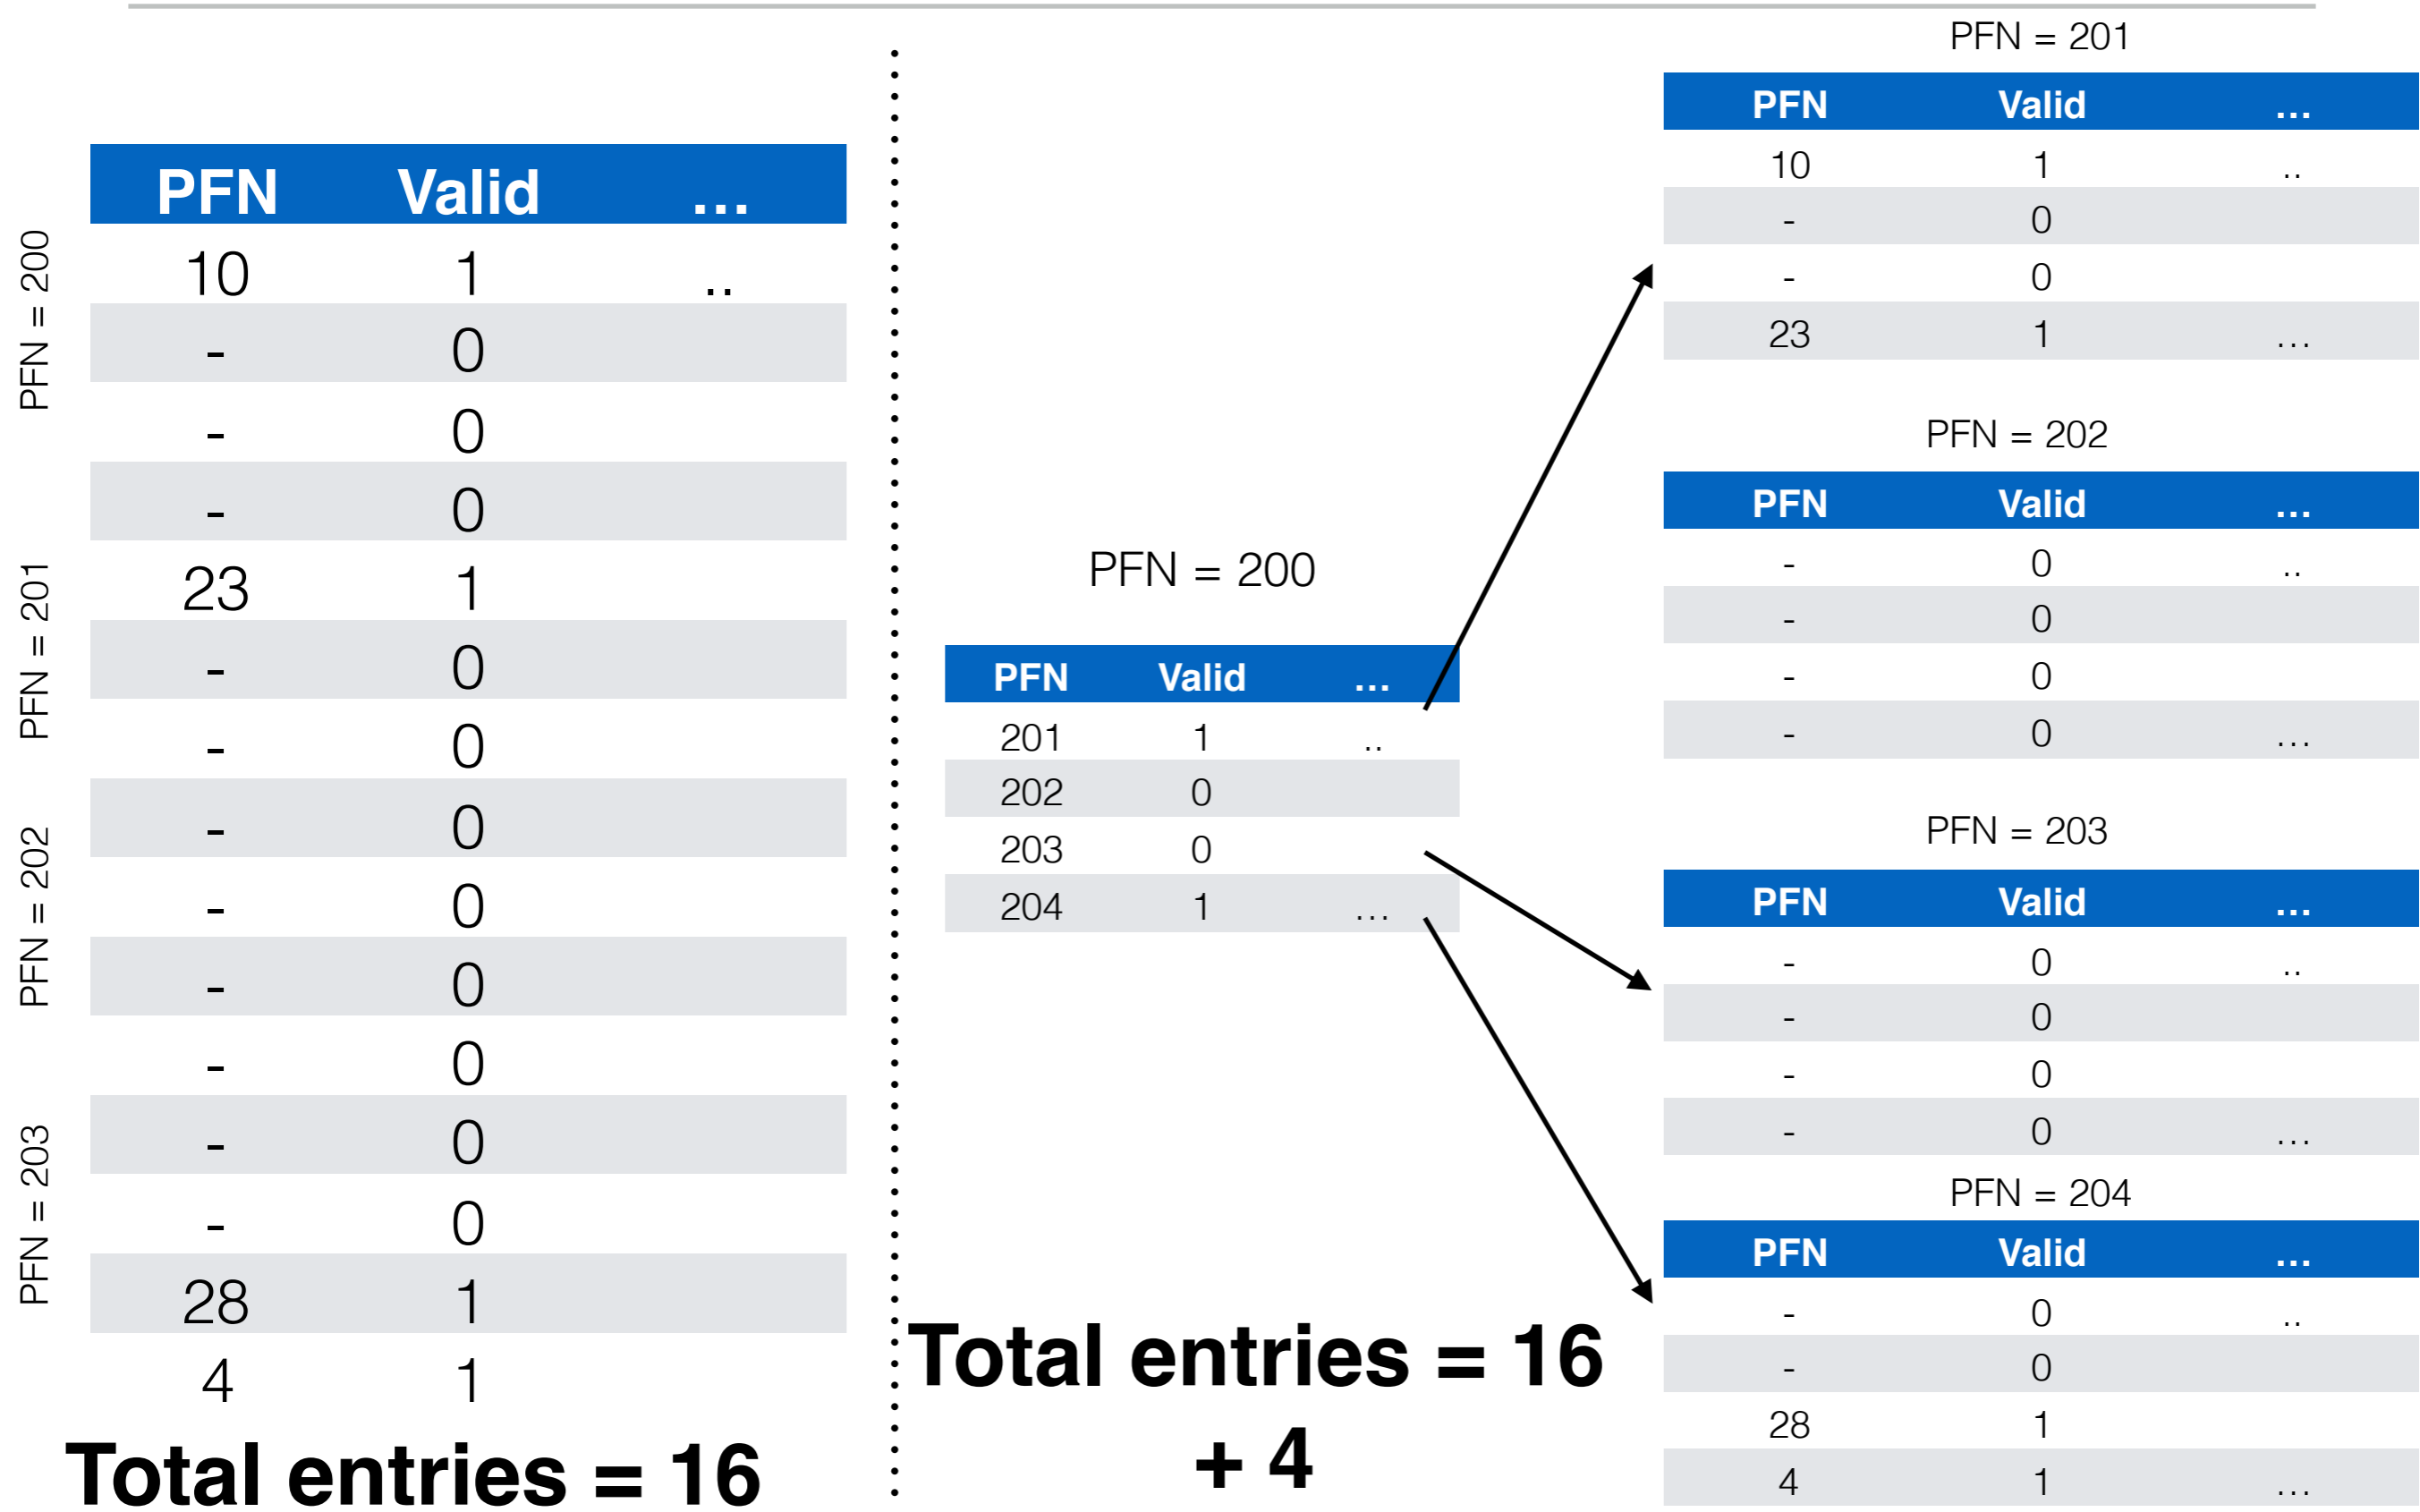 PFN = 200
PFN = 201
PFN = 202
PFN = 203
PFN Valid ...
10 1 ..
- 0
- 0
- 0
23 1
- 0
- 0
- 0
- 0
- 0
- 0
- 0
- 0
28 1
4 1
Total entries = 16
PFN = 200
PFN Valid ...
201 1 ..
202 0
203 0
204 1 ...
Total entries = 16
+ 4
PFN = 201
PFN Valid ...
10 1 ..
- 0
- 0
23 1 ...
PFN = 202
PFN Valid ...
- 0 ..
- 0
- 0
- 0 ...
PFN = 203
PFN Valid ...
- 0 ..
- 0
- 0
- 0 ...
PFN = 204
PFN Valid ...
- 0 ..
- 0
28 1
4 1 ...